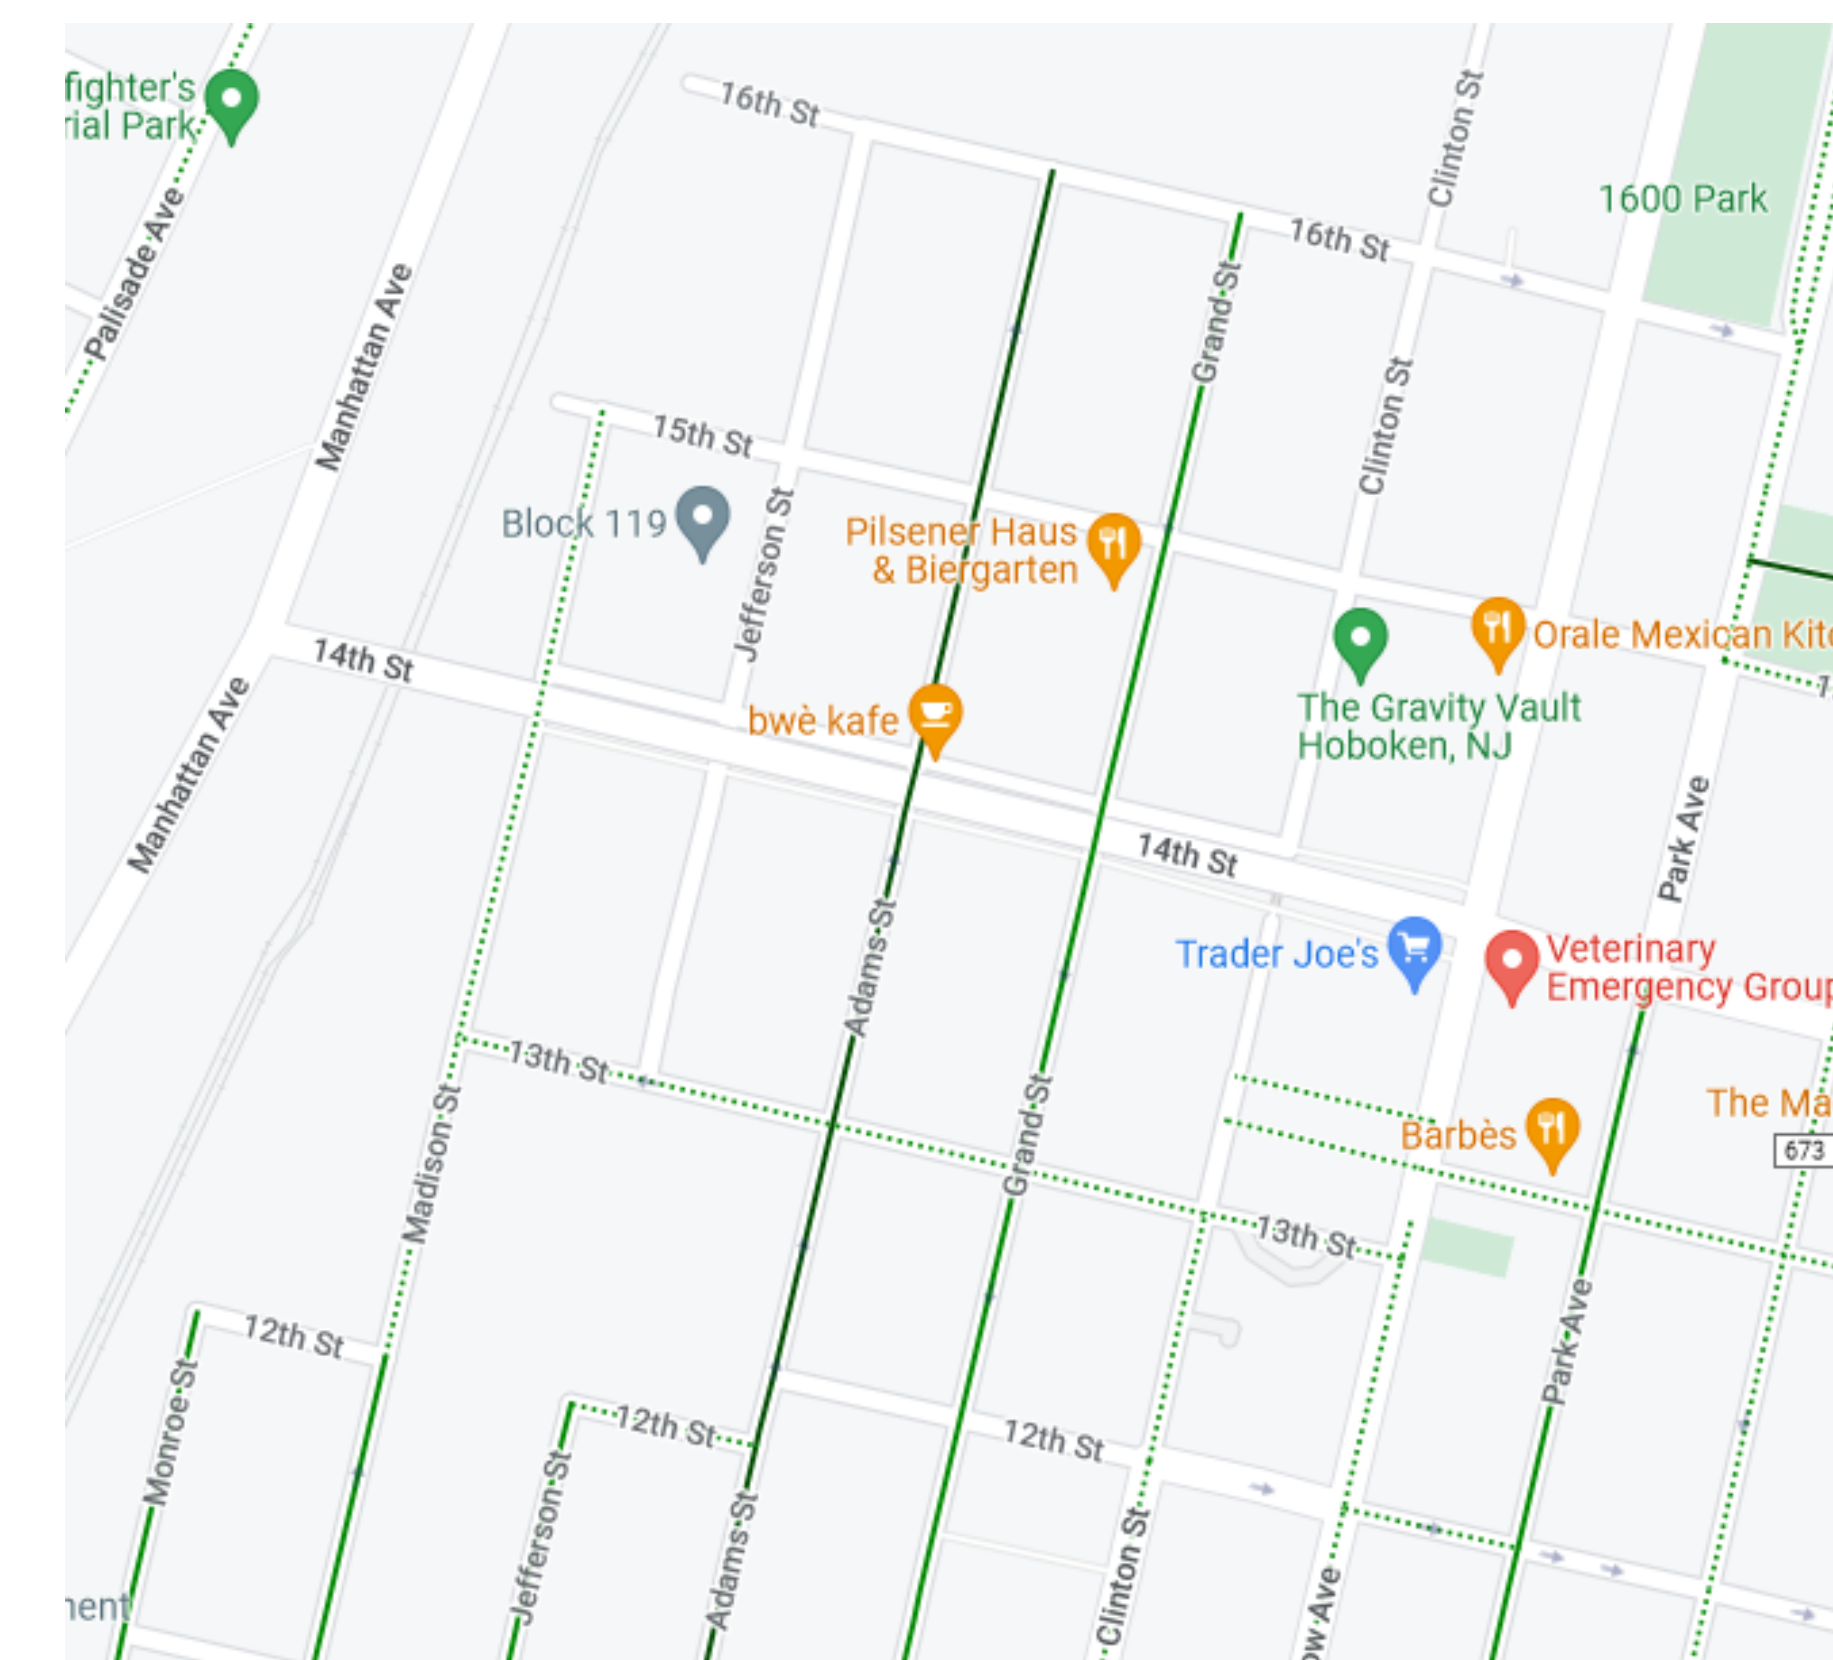 fighter's
rial Park
16th St
Clinton St
1600 Park
Palisade Ave
16th St
Manhattan Ave
Grand St
15th St
Clinton St
Block 119
Jefferson St
Pilsener Haus
& Biergarten
Orale Mexican Kitc
14th St
The Gravity Vault
Hoboken, NJ
bwè kafe
Manhattan Ave
14th St
Park Ave
Adams St
Trader Joe's
Veterinary
Emergency Group
13th St
Madison St
Grand St
The Ma
Barbès
673
13th St
12th St
Park Ave
Monroe St
12th St
12th St
Jefferson St
Adams St
Clinton St
ow Ave
nent